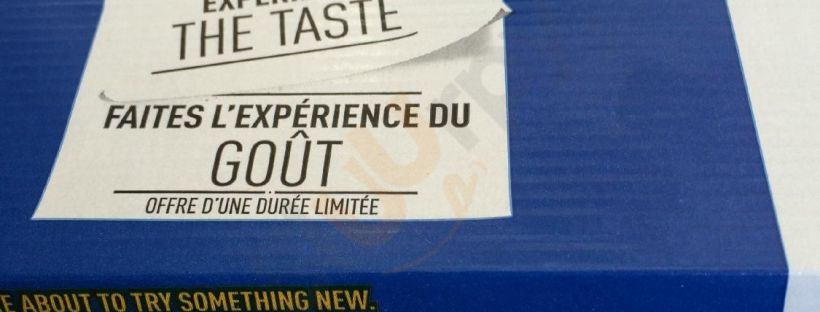 THE TASTE
FAITES L'EXPÉRIENCE DU
GOÛT
OFFRE D'UNE DURÉE LIMITÉE
ABOUT TO TRY SOMETHING NEW.